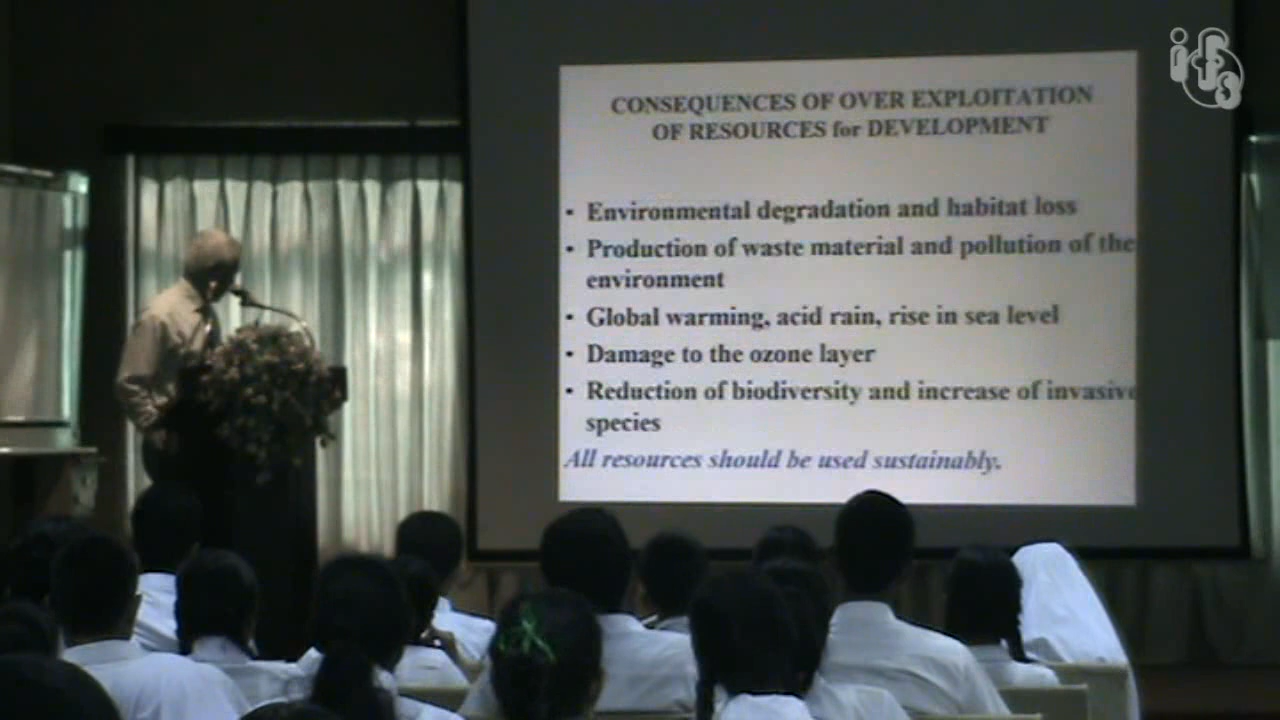 CONSEQUENCES OF OVER EXPLOITATION
OF RESOURCES for DEVELOPMENT
• Environmental degradation and habitat loss
• Production of waste material and pollution of the
environment
• Global warming, acid rain, rise in sea level
• Damage to the ozone layer
• Reduction of biodiversity and increase of invasive
species
All resources should be used sustainably.